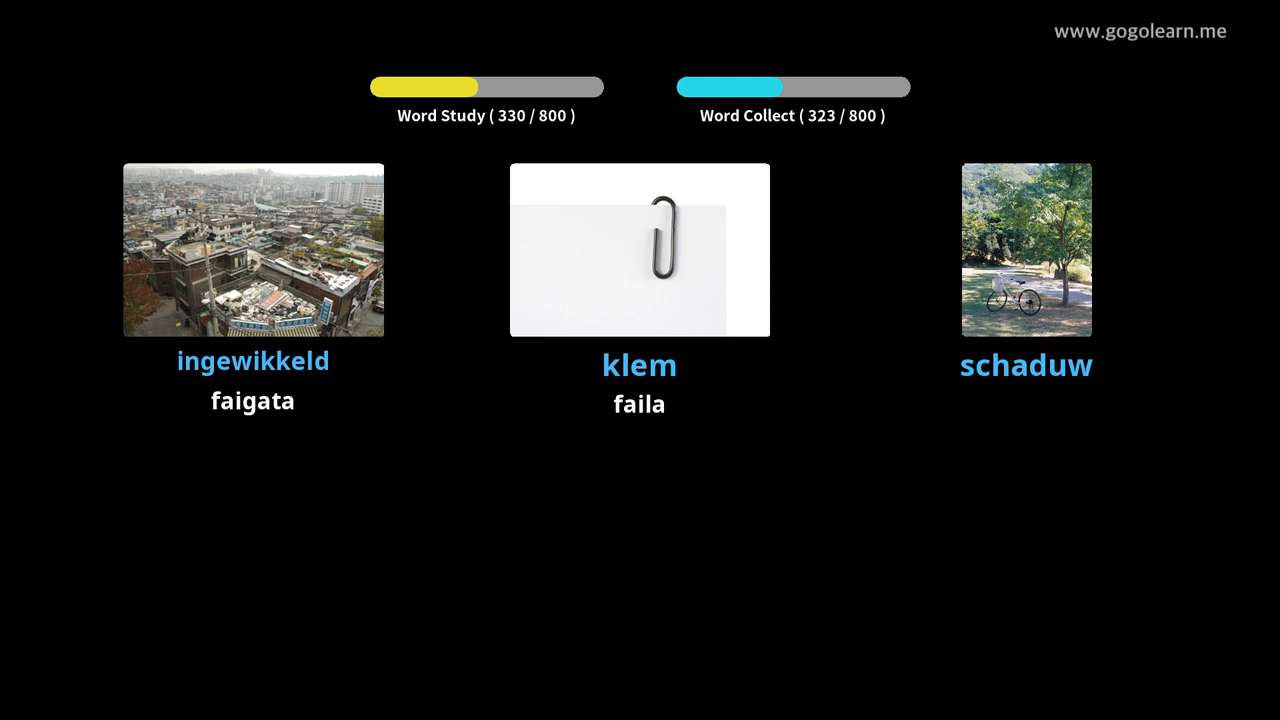 www.gogolearn.me
Word Study ( 330 / 800 )
Word Collect ( 323 / 800 )
ingewikkeld
faigata
klem
faila
schaduw